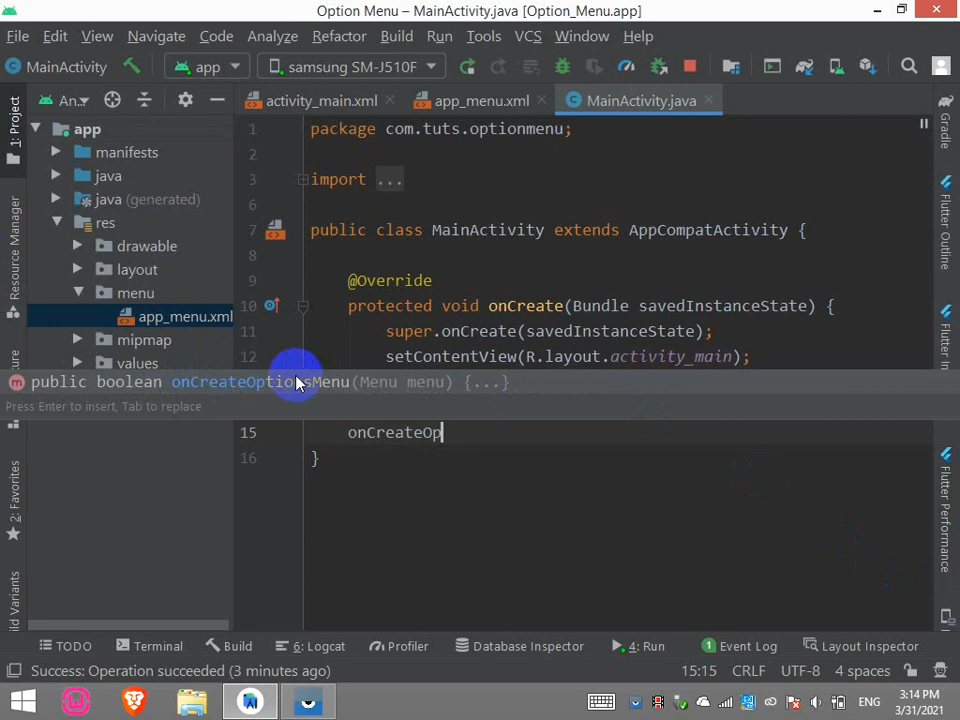 Option Menu – MainActivity.java [Option_Menu.app]
File Edit View Navigate Code Analyze Refactor Build Run Tools VCS Window Help
MainActivity app samsung SM-J510F
An.. activity_main.xml app_menu.xml MainActivity.java
1: Project
Resource Manager
2: Favorites
Build Variants
app
manifests
java
java (generated)
res
drawable
layout
menu
app_menu.xml
mipmap
values
1 package com.tuts.optionmenu;
2
3 import ...
6
7 public class MainActivity extends AppCompatActivity {
8
9 @Override
10 protected void onCreate(Bundle savedInstanceState) {
11 super.onCreate(savedInstanceState);
12 setContentView(R.layout.activity_main);
public boolean onCreateOptionsMenu(Menu menu) {...}
Press Enter to insert, Tab to replace
15 onCreateOp
16 }
Gradle
Flutter Outline
Flutter Performance
TODO Terminal Build 6: Logcat Profiler Database Inspector 4: Run 1 Event Log Layout Inspector
Success: Operation succeeded (3 minutes ago) 15:15 CRLF UTF-8 4 spaces
ENG 3:14 PM
3/31/2021